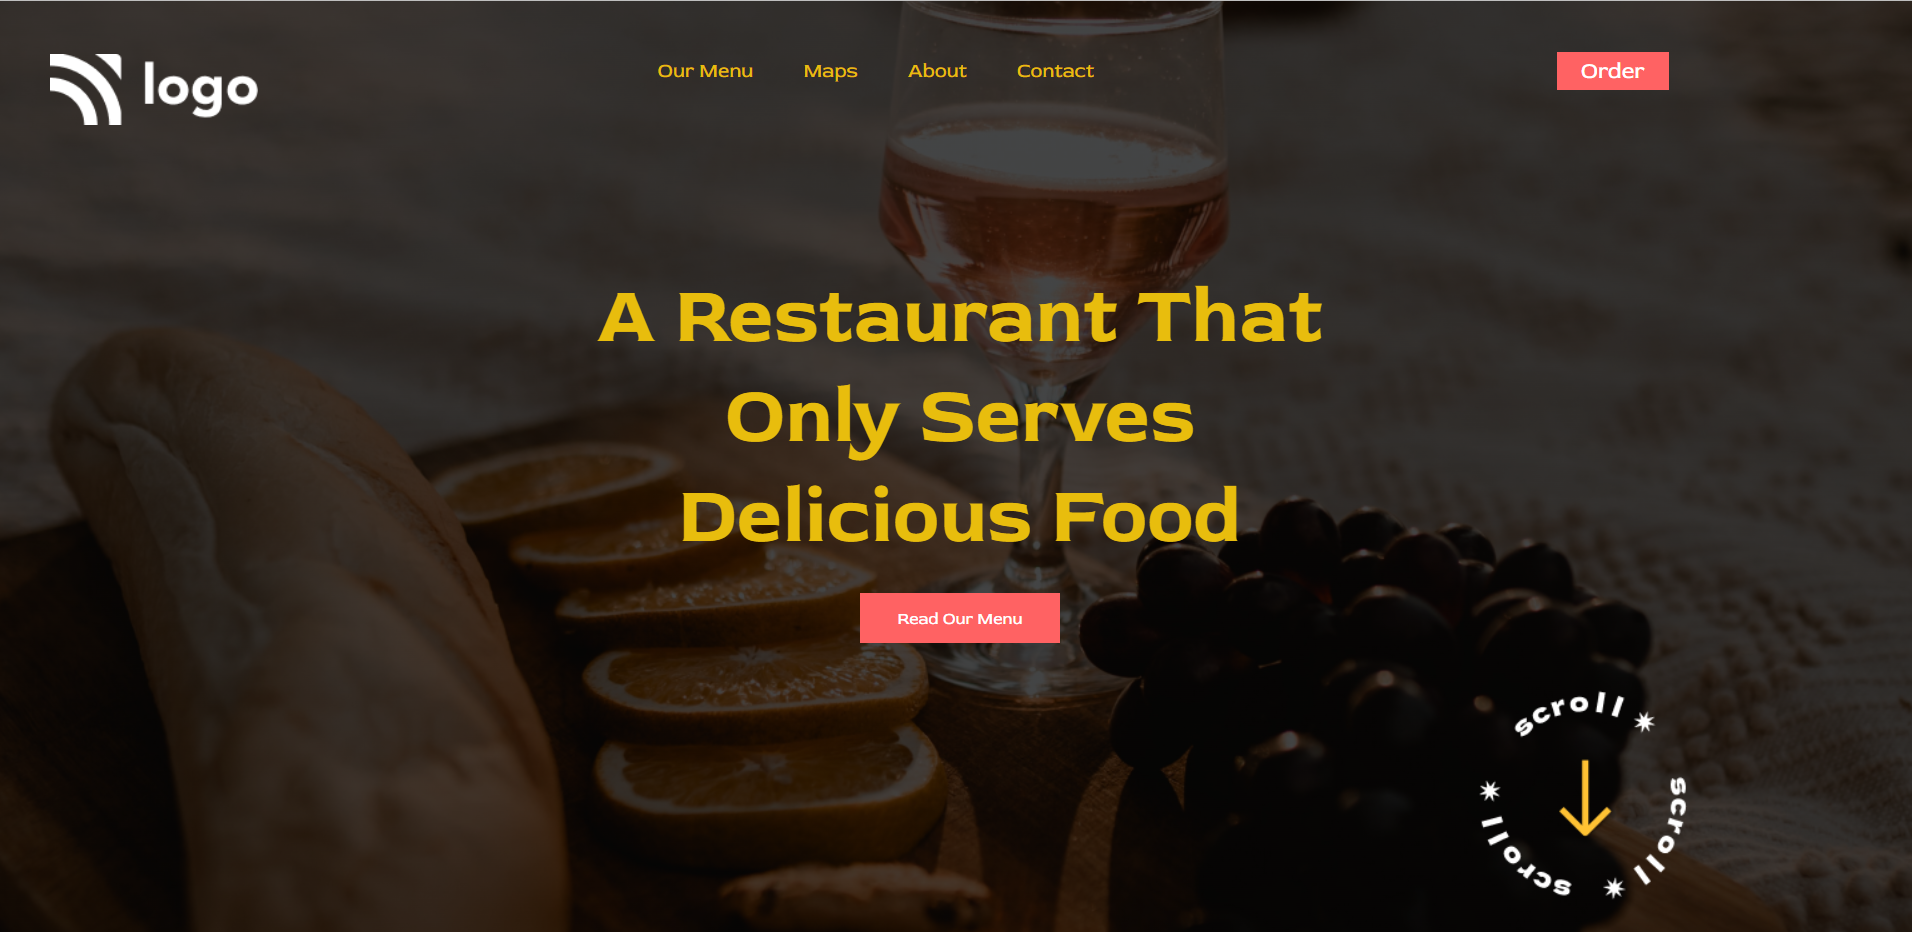 logo
Our Menu
Maps
About
Contact
Order
A Restaurant That
Only Serves
Delicious Food
Read Our Menu
scroll
scroll
scroll